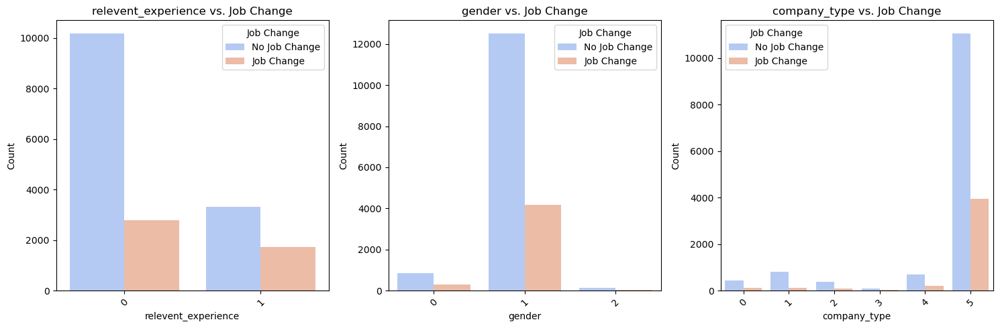 relevent_experience vs. Job Change
Job Change
No Job Change
Job Change
10000
8000
6000
4000
2000
0
Count
0
1
relevent_experience
gender vs. Job Change
Job Change
No Job Change
Job Change
12000
10000
8000
6000
4000
2000
0
Count
0
1
2
gender
company_type vs. Job Change
Job Change
No Job Change
Job Change
10000
8000
6000
4000
2000
0
Count
0
1
2
3
4
5
company_type